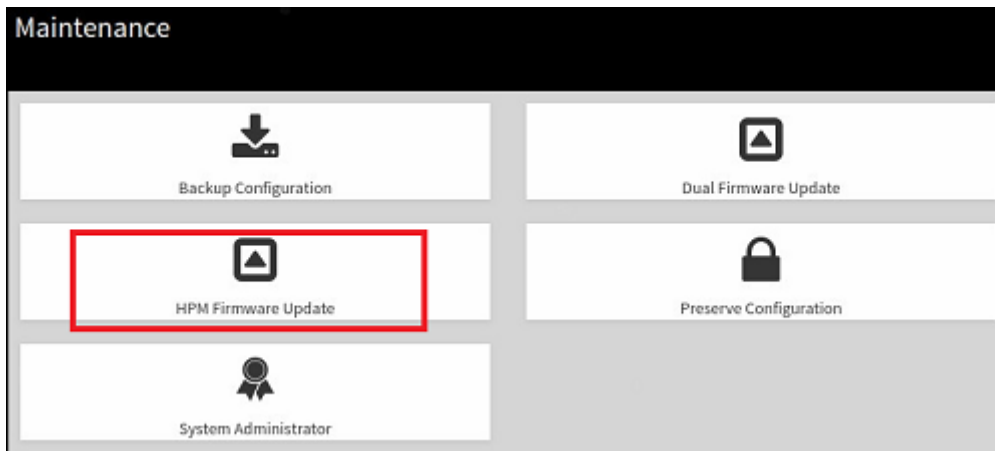 Maintenance
Backup Configuration
Dual Firmware Update
HPM Firmware Update
Preserve Configuration
System Administrator